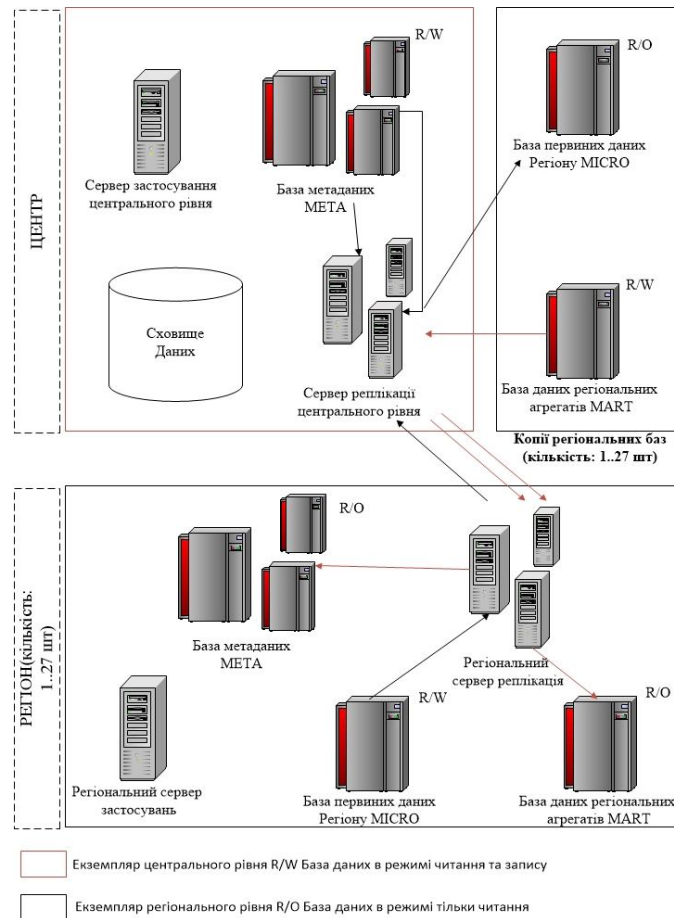 ЦЕНТР
R/W
Сервер застосування
центрального рівня
База метаданих
META
Сховище
Даних
Сервер реплікації
центрального рівня
R/O
База первиних даних
Регіону MICRO
R/W
База даних регіональних
агрегатів MART
Копії регіональних баз
(кількість: 1..27 шт)
РЕГІОН(кількість:
1..27 шт)
R/O
База метаданих
META
Регіональний
сервер реплікація
Регіональний сервер
застосувань
R/W
База первиних даних
Регіону MICRO
R/O
База даних регіональних
агрегатів MART
Екземпляр центрального рівня R/W База даних в режимі читання та запису
Екземпляр регіонального рівня R/O База даних в режимі тільки читання